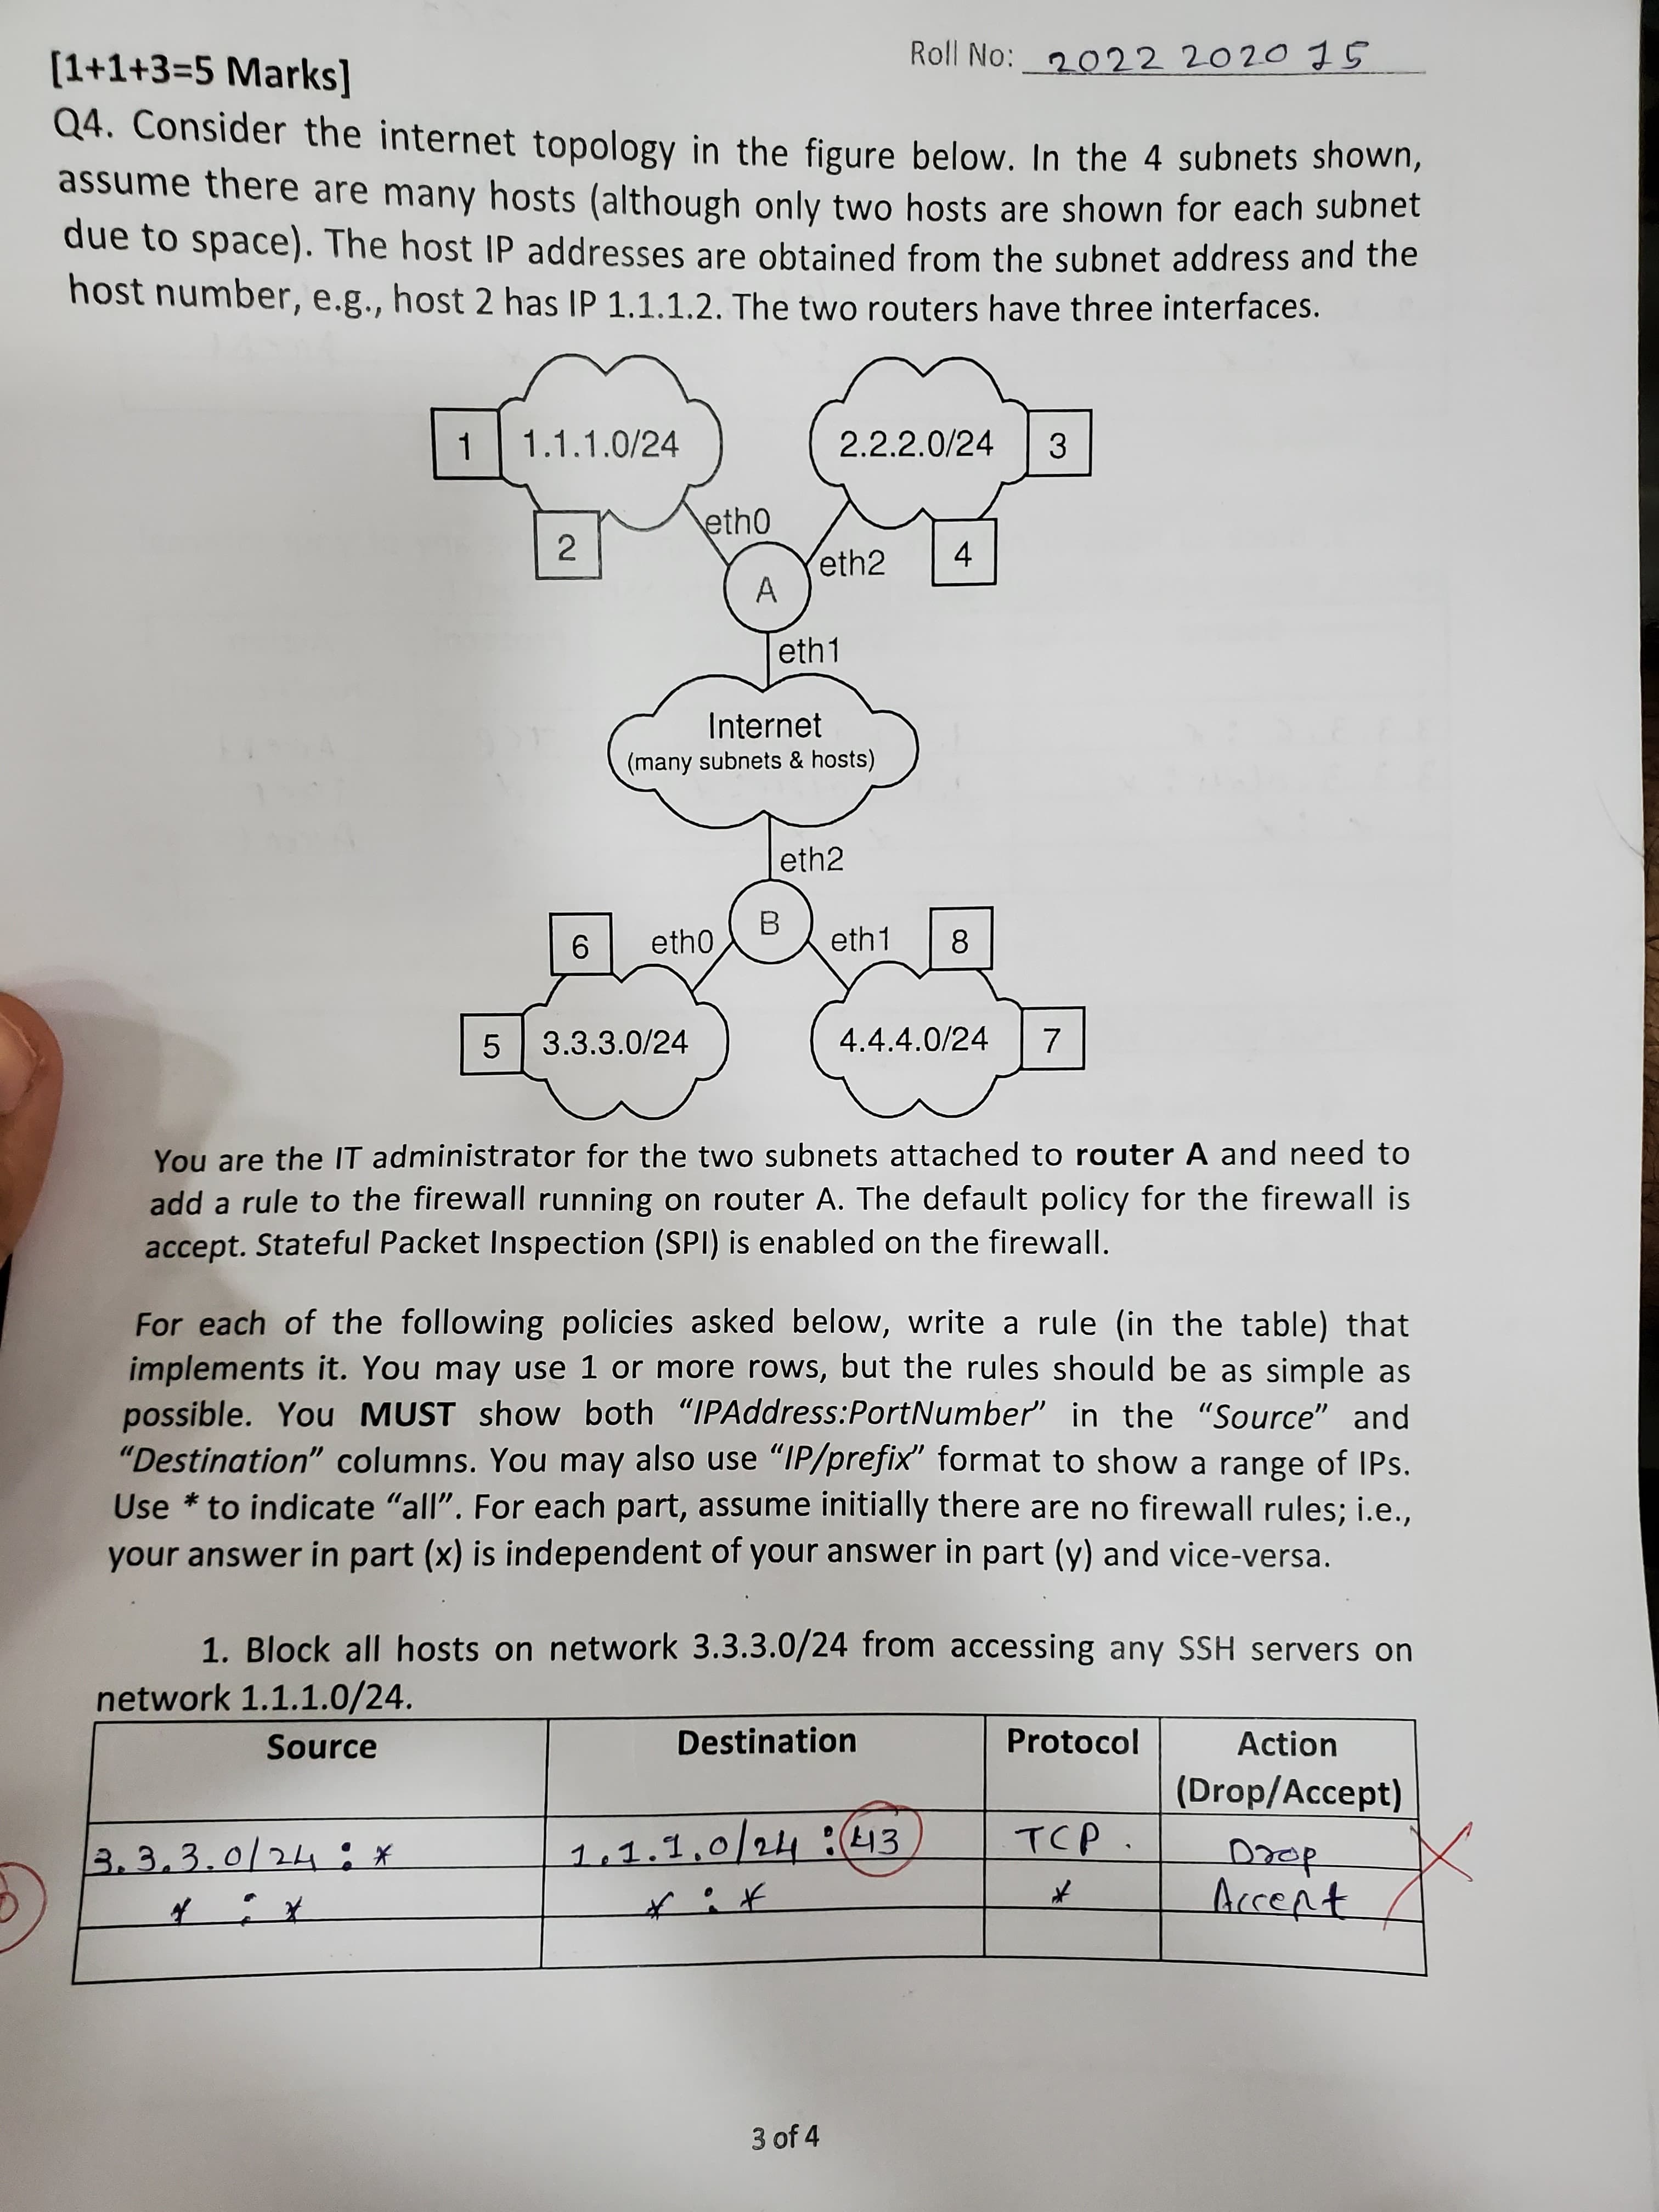 [1+1+3=5 Marks]
Roll No: 2022 2020 15
Q4. Consider the internet topology in the figure below. In the 4 subnets shown,
assume there are many hosts (although only two hosts are shown for each subnet
due to space). The host IP addresses are obtained from the subnet address and the
host number, e.g., host 2 has IP 1.1.1.2. The two routers have three interfaces.
1 1.1.1.0/24 2.2.2.0/24 3
eth0
2 eth2 4
A
eth1
Internet
(many subnets & hosts)
eth2
B
6 eth0 eth1 8
5 3.3.3.0/24 4.4.4.0/24 7
You are the IT administrator for the two subnets attached to router A and need to
add a rule to the firewall running on router A. The default policy for the firewall is
accept. Stateful Packet Inspection (SPI) is enabled on the firewall.
For each of the following policies asked below, write a rule (in the table) that
implements it. You may use 1 or more rows, but the rules should be as simple as
possible. You MUST show both “IPAddress:PortNumber” in the “Source” and
“Destination” columns. You may also use “IP/prefix” format to show a range of IPs.
Use * to indicate “all”. For each part, assume initially there are no firewall rules; i.e.,
your answer in part (x) is independent of your answer in part (y) and vice-versa.
1. Block all hosts on network 3.3.3.0/24 from accessing any SSH servers on
network 1.1.1.0/24.
Source Destination Protocol Action
(Drop/Accept)
3.3.3.0/24 : * 1.1.1.0/24 : 43 TCP. Drop
* : * * : * * Accept
3 of 4